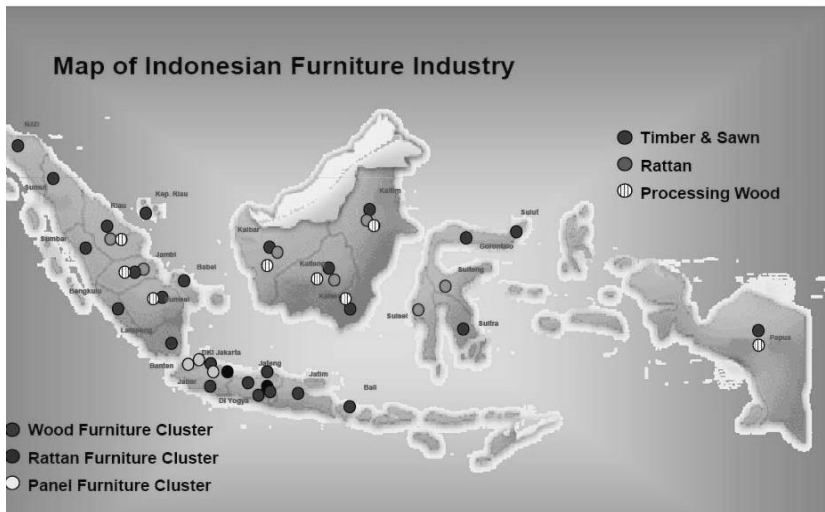 Map of Indonesian Furniture Industry
Timber & Sawn
Rattan
Processing Wood
NAD
Sumut
Riau
Kep. Riau
Sumbar
Jambi
Babel
Bengkulu
Lampung
Kalbar
Kaltim
Sulut
Gorontalo
Sulteng
Sulsel
Sultra
Papua
Banten
DKI Jakarta
Jabar
Jateng
DI Yogya
Jatim
Bali
Wood Furniture Cluster
Rattan Furniture Cluster
Panel Furniture Cluster